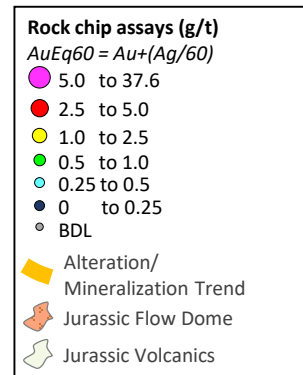 Rock chip assays (g/t)
AuEq60 = Au+(Ag/60)
5.0 to 37.6
2.5 to 5.0
1.0 to 2.5
0.5 to 1.0
0.25 to 0.5
0 to 0.25
BDL
Alteration/
Mineralization Trend
Jurassic Flow Dome
Jurassic Volcanics